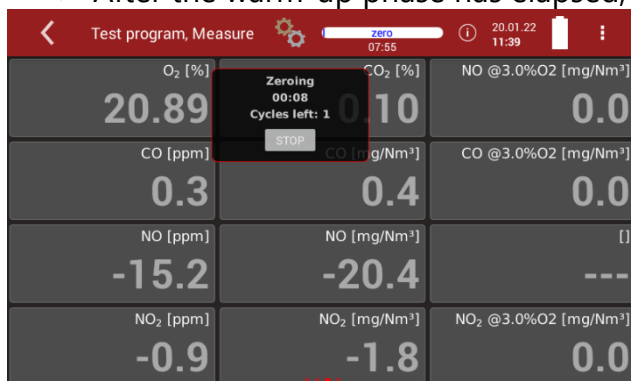 After the warm-up phase has elapsed,
Test program, Measure
zero
07:55
20.01.22
11:39
O₂ [%]
20.89
CO₂ [%]
0.10
NO @3.0%O2 [mg/Nm³]
0.0
Zeroing
00:08
Cycles left: 1
STOP
CO [ppm]
0.3
CO [mg/Nm³]
0.4
CO @3.0%O2 [mg/Nm³]
0.0
NO [ppm]
-15.2
NO [mg/Nm³]
-20.4
[]
---
NO₂ [ppm]
-0.9
NO₂ [mg/Nm³]
-1.8
NO₂ @3.0%O2 [mg/Nm³]
0.0